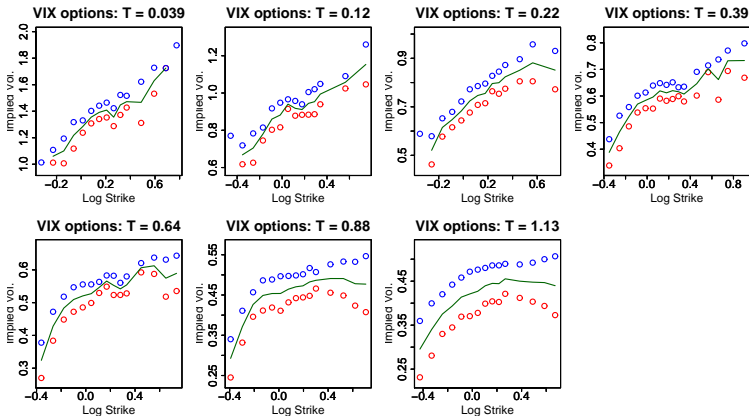 VIX options: T = 0.039
VIX options: T = 0.12
VIX options: T = 0.22
VIX options: T = 0.39
Implied Vol.
1.0 1.2 1.4 1.6 1.8 2.0
-0.2 0.2 0.6
Log Strike
Implied Vol.
0.6 0.8 1.0 1.2
-0.4 0.0 0.4
Log Strike
Implied Vol.
0.5 0.7 0.9
-0.4 0.0 0.4
Log Strike
Implied Vol.
0.4 0.5 0.6 0.7 0.8
-0.4 0.0 0.4 0.8
Log Strike
VIX options: T = 0.64
VIX options: T = 0.88
VIX options: T = 1.13
Implied Vol.
0.3 0.4 0.5 0.6
-0.4 0.0 0.4
Log Strike
Implied Vol.
0.25 0.35 0.45 0.55
-0.4 0.0 0.4
Log Strike
Implied Vol.
0.25 0.35 0.45
-0.4 0.0 0.4
Log Strike